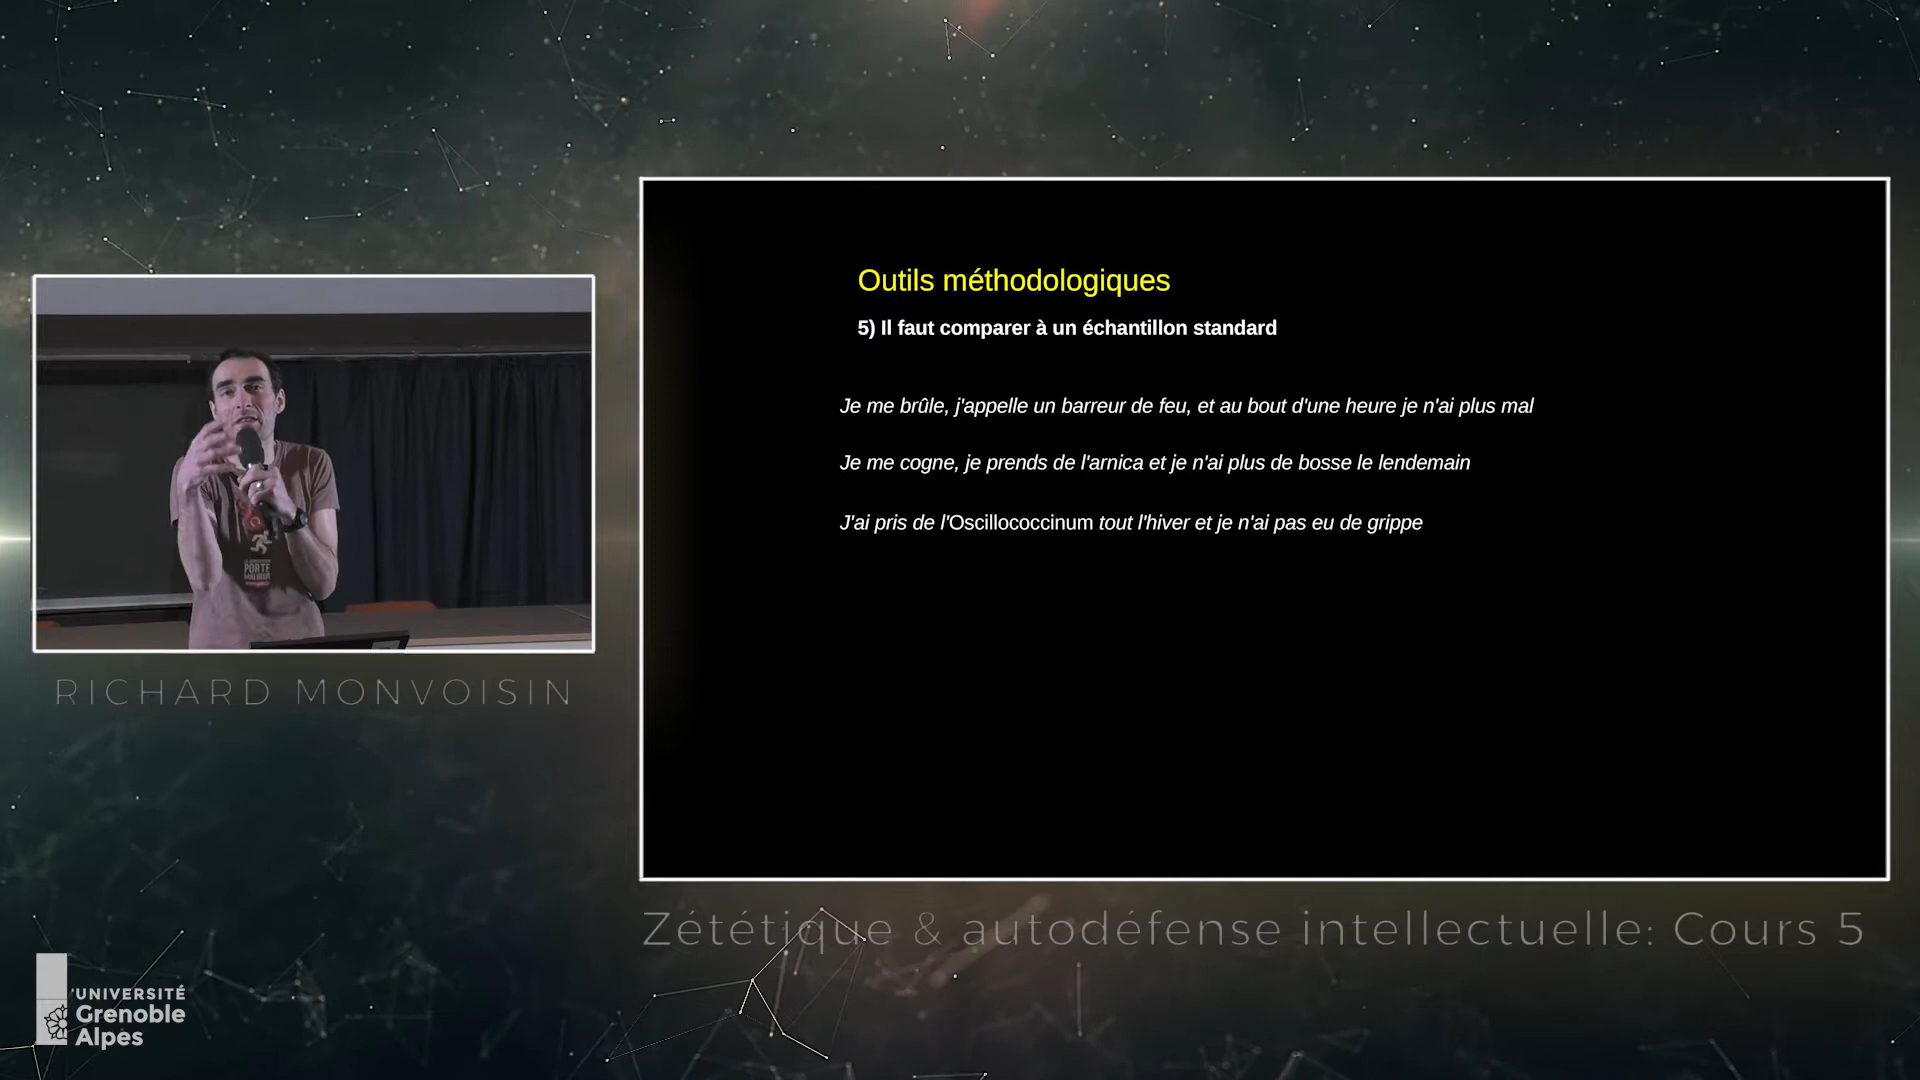 Outils méthodologiques
5) Il faut comparer à un échantillon standard
Je me brûle, j'appelle un barreur de feu, et au bout d'une heure je n'ai plus mal
Je me cogne, je prends de l'arnica et je n'ai plus de bosse le lendemain
J'ai pris de l'Oscillococcinum tout l'hiver et je n'ai pas eu de grippe
PORTE
MALHEUR
RICHARD MONVOISIN
Zététique & autodéfense intellectuelle: Cours 5
UNIVERSITÉ
Grenoble
Alpes